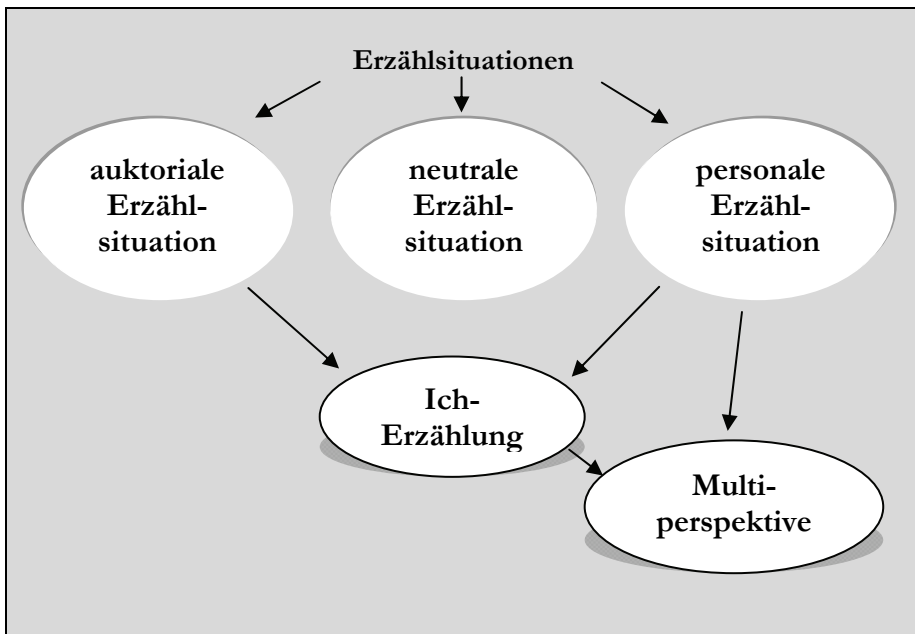 Erzählsituationen
auktoriale
Erzähl-
situation
neutrale
Erzähl-
situation
personale
Erzähl-
situation
Ich-
Erzählung
Multi-
perspektive